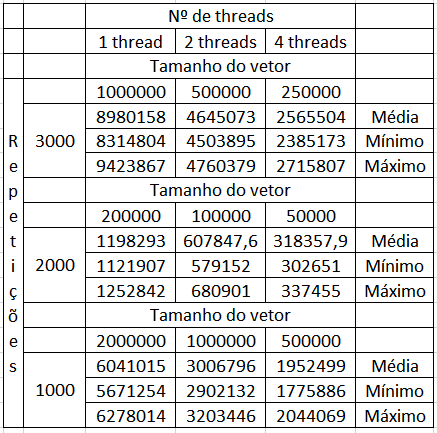 Nº de threads
1 thread 2 threads 4 threads
Tamanho do vetor
Repetições
1000000 500000 250000
3000
8980158 4645073 2565504 Média
8314804 4503895 2385173 Mínimo
9423867 4760379 2715807 Máximo
Tamanho do vetor
200000 100000 50000
2000
1198293 607847,6 318357,9 Média
1121907 579152 302651 Mínimo
1252842 680901 337455 Máximo
Tamanho do vetor
2000000 1000000 500000
1000
6041015 3006796 1952499 Média
5671254 2902132 1775886 Mínimo
6278014 3203446 2044069 Máximo